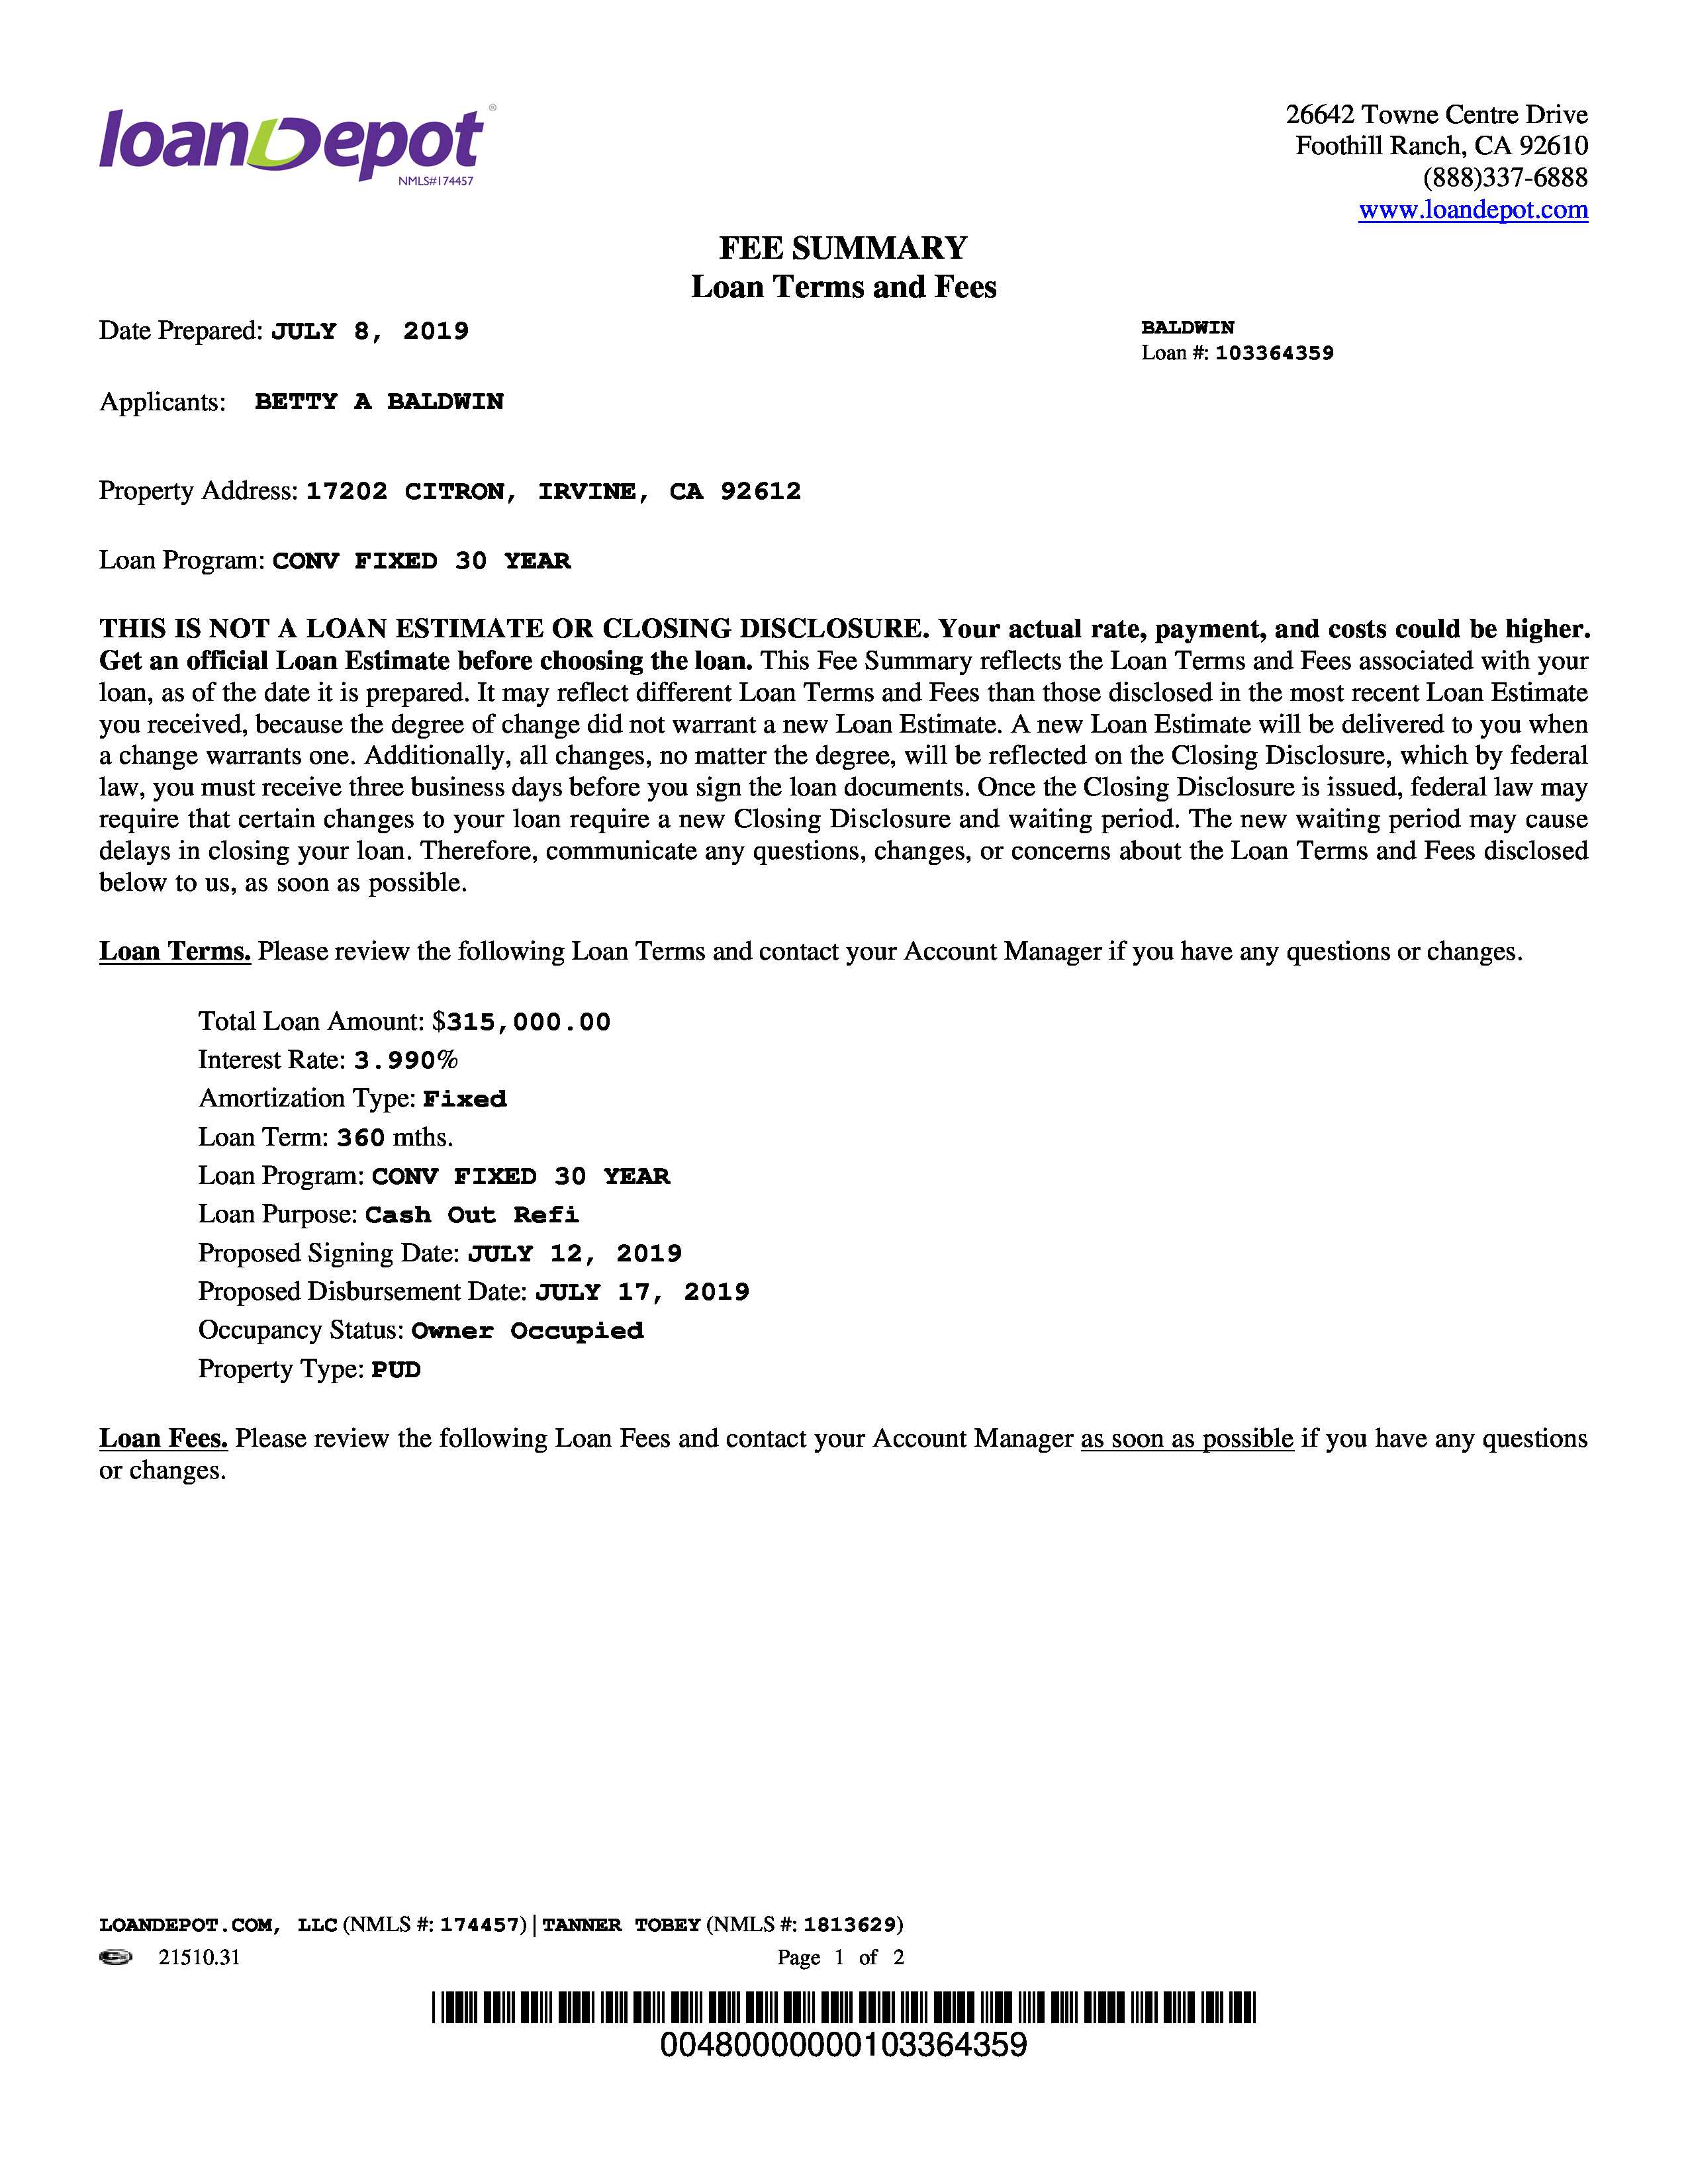 loanDepot®
NMLS#174457
26642 Towne Centre Drive
Foothill Ranch, CA 92610
(888)337-6888
www.loandepot.com
FEE SUMMARY
Loan Terms and Fees
Date Prepared: JULY 8, 2019
BALDWIN
Loan #: 103364359
Applicants: BETTY A BALDWIN
Property Address: 17202 CITRON, IRVINE, CA 92612
Loan Program: CONV FIXED 30 YEAR
THIS IS NOT A LOAN ESTIMATE OR CLOSING DISCLOSURE. Your actual rate, payment, and costs could be higher.
Get an official Loan Estimate before choosing the loan. This Fee Summary reflects the Loan Terms and Fees associated with your
loan, as of the date it is prepared. It may reflect different Loan Terms and Fees than those disclosed in the most recent Loan Estimate
you received, because the degree of change did not warrant a new Loan Estimate. A new Loan Estimate will be delivered to you when
a change warrants one. Additionally, all changes, no matter the degree, will be reflected on the Closing Disclosure, which by federal
law, you must receive three business days before you sign the loan documents. Once the Closing Disclosure is issued, federal law may
require that certain changes to your loan require a new Closing Disclosure and waiting period. The new waiting period may cause
delays in closing your loan. Therefore, communicate any questions, changes, or concerns about the Loan Terms and Fees disclosed
below to us, as soon as possible.
Loan Terms. Please review the following Loan Terms and contact your Account Manager if you have any questions or changes.
Total Loan Amount: $315,000.00
Interest Rate: 3.990%
Amortization Type: Fixed
Loan Term: 360 mths.
Loan Program: CONV FIXED 30 YEAR
Loan Purpose: Cash Out Refi
Proposed Signing Date: JULY 12, 2019
Proposed Disbursement Date: JULY 17, 2019
Occupancy Status: Owner Occupied
Property Type: PUD
Loan Fees. Please review the following Loan Fees and contact your Account Manager as soon as possible if you have any questions
or changes.
LOANDEPOT.COM, LLC (NMLS #: 174457) | TANNER TOBEY (NMLS #: 1813629)
21510.31
Page 1 of 2
00480000000103364359